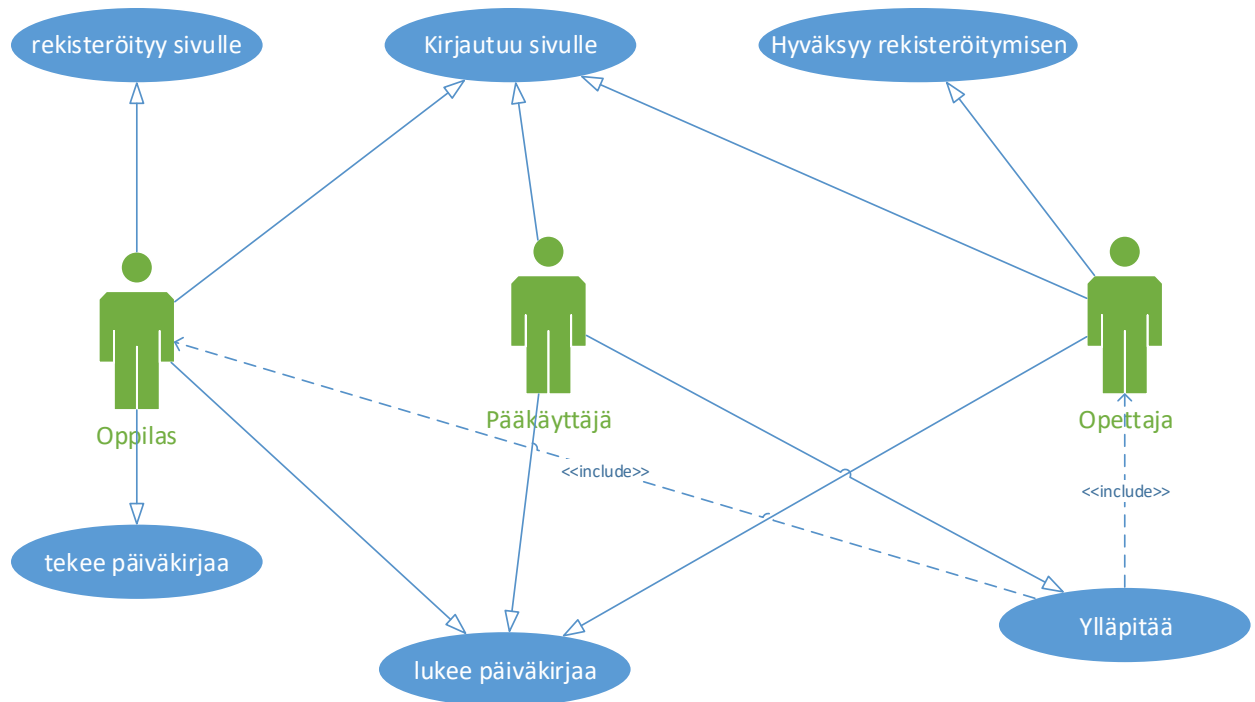 rekisteröityy sivulle
Kirjautuu sivulle
Hyväksyy rekisteröitymisen
Oppilas
Pääkäyttäjä
Opettaja
<<include>>
<<include>>
tekee päiväkirjaa
Ylläpitää
lukee päiväkirjaa